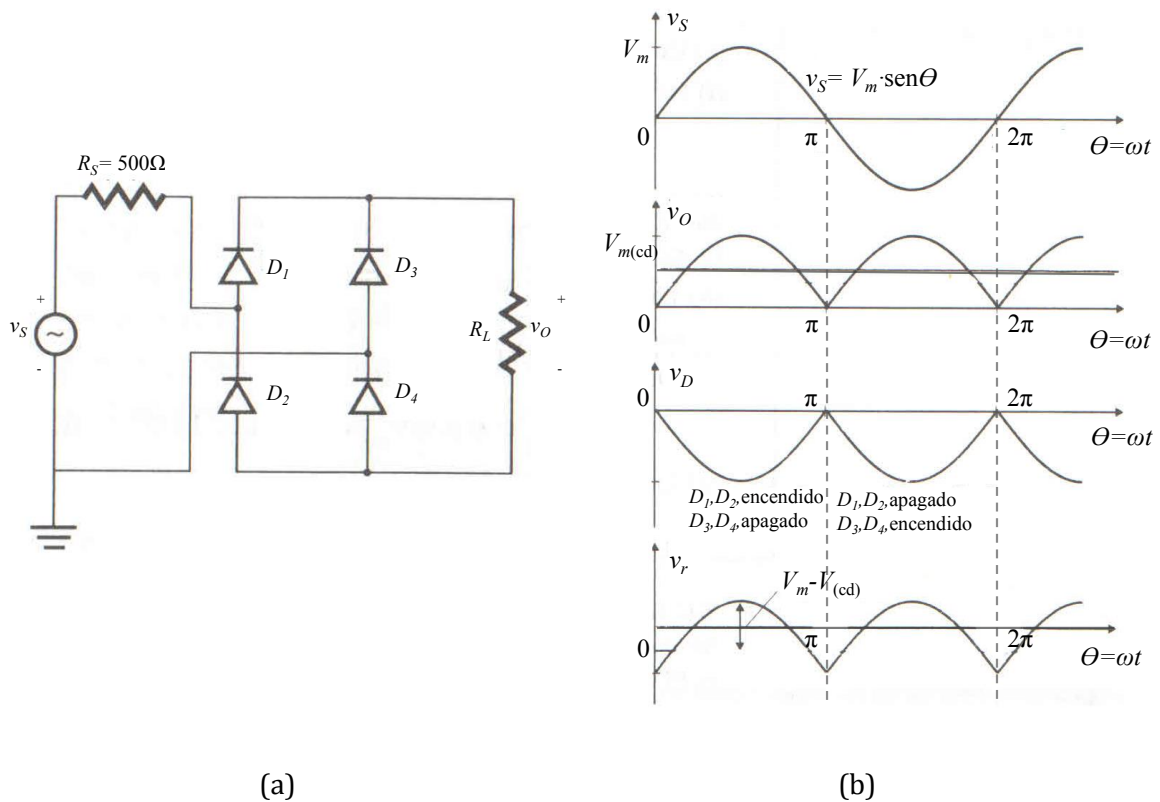 R_S= 500Ω
D_1
D_3
+
v_S
-
D_2
D_4
R_L
+
v_O
-
(a)
v_S
V_m
v_S= V_m·senθ
0
π
2π
θ=ωt
v_O
V_m(cd)
0
π
2π
v_D
0
π
2π
θ=ωt
D_1,D_2,encendido
D_3,D_4,apagado
D_1,D_2,apagado
D_3,D_4,encendido
v_r
V_m-V_(cd)
0
π
2π
θ=ωt
(b)